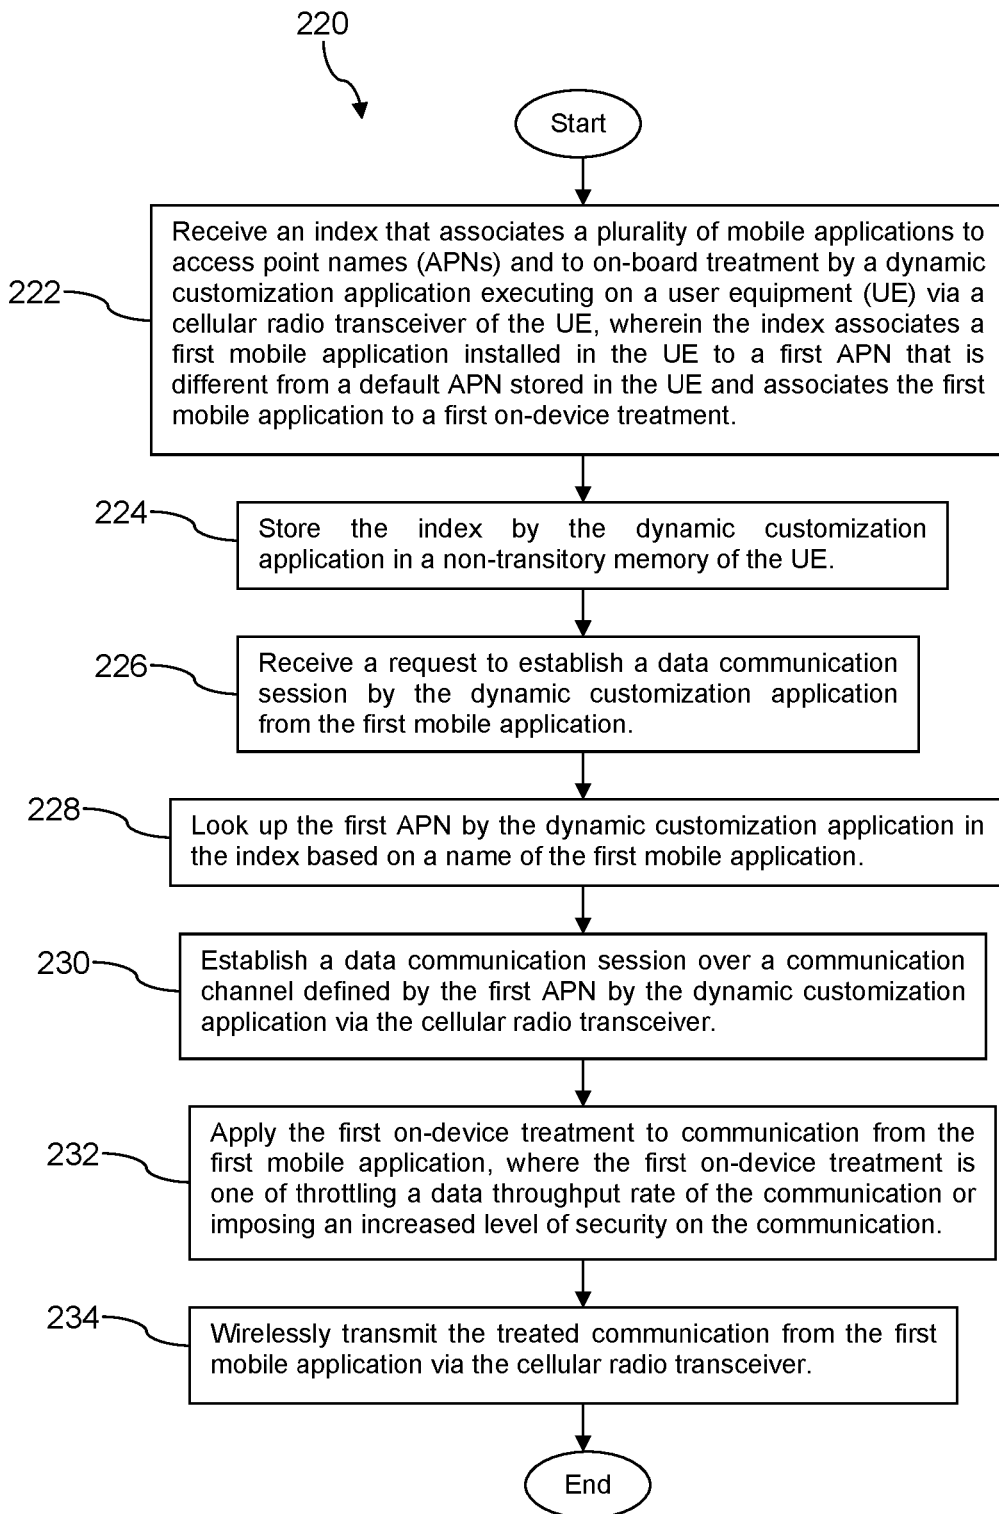 220
Start
222
Receive an index that associates a plurality of mobile applications to
access point names (APNs) and to on-board treatment by a dynamic
customization application executing on a user equipment (UE) via a
a cellular radio transceiver of the UE, wherein the index associates a
first mobile application installed in the UE to a first APN that is
different from a default APN stored in the UE and associates the first
mobile application to a first on-device treatment.
224
Store the index by the dynamic customization
application in a non-transitory memory of the UE.
226
Receive a request to establish a data communication
session by the dynamic customization application
from the first mobile application.
228
Look up the first APN by the dynamic customization application in
the index based on a name of the first mobile application.
230
Establish a data communication session over a communication
channel defined by the first APN by the dynamic customization
application via the cellular radio transceiver.
232
Apply the first on-device treatment to communication from the
first mobile application, where the first on-device treatment is
one of throttling a data throughput rate of the communication or
imposing an increased level of security on the communication.
234
Wirelessly transmit the treated communication from the first
mobile application via the cellular radio transceiver.
End